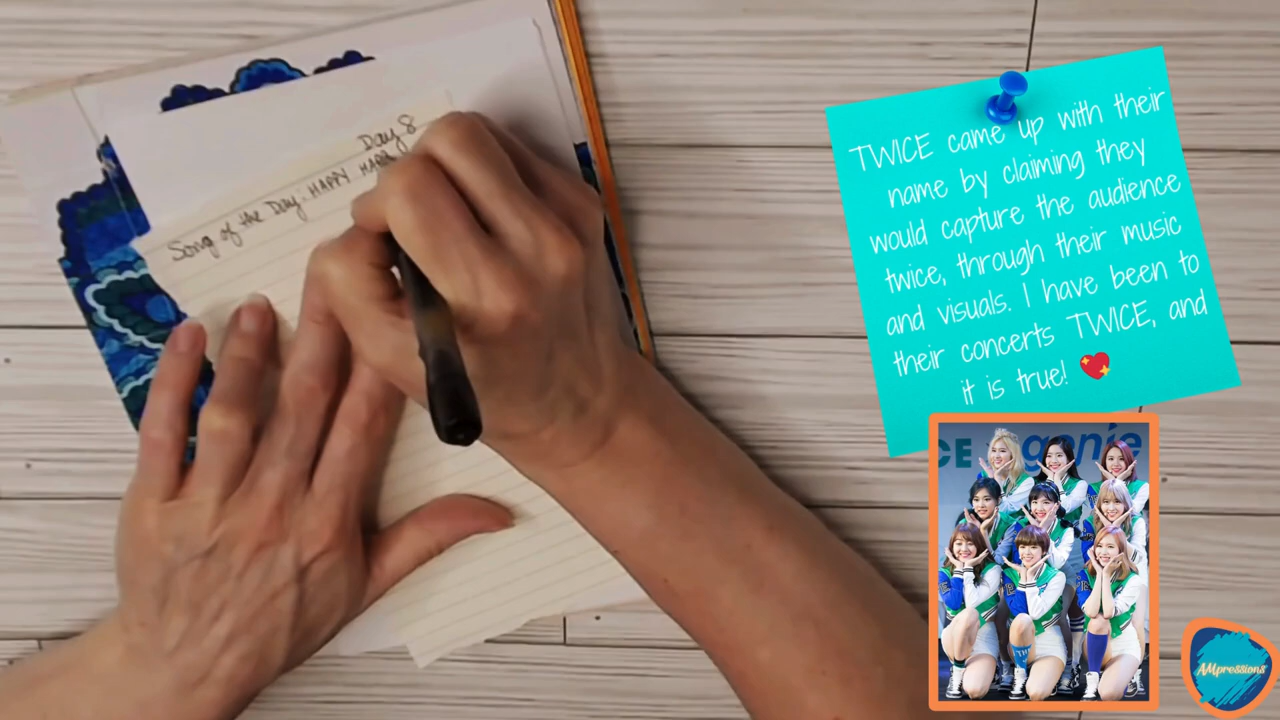 Day 8
Song of the Day: HAPPY HAPPY
TWICE came up with their
name by claiming they
would capture the audience
twice, through their music
and visuals. I have been to
their concerts TWICE, and
it is true! 💖
CE genie
AMpressions